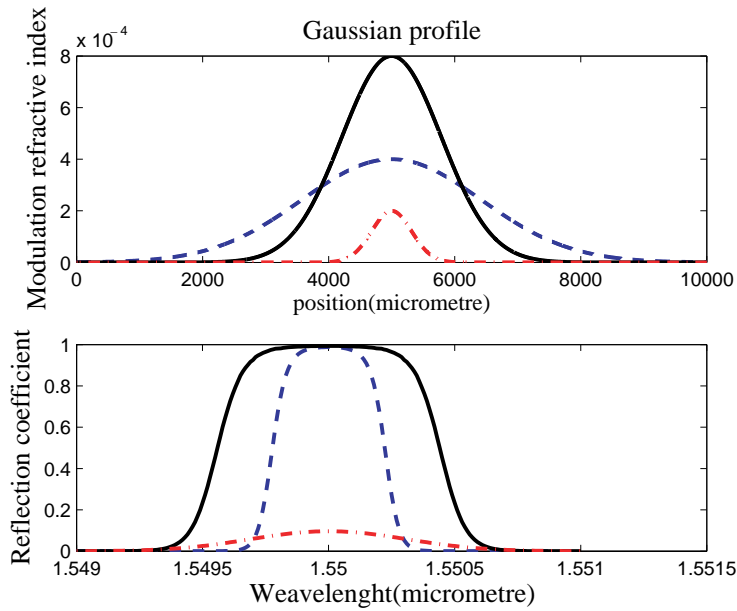 Gaussian profile
x 10⁻⁴
Modulation refractive index
8
6
4
2
0
0 2000 4000 6000 8000 10000
position(micrometre)
Reflection coefficient
1
0.8
0.6
0.4
0.2
0
1.549 1.5495 1.55 1.5505 1.551 1.5515
Weavelenght(micrometre)